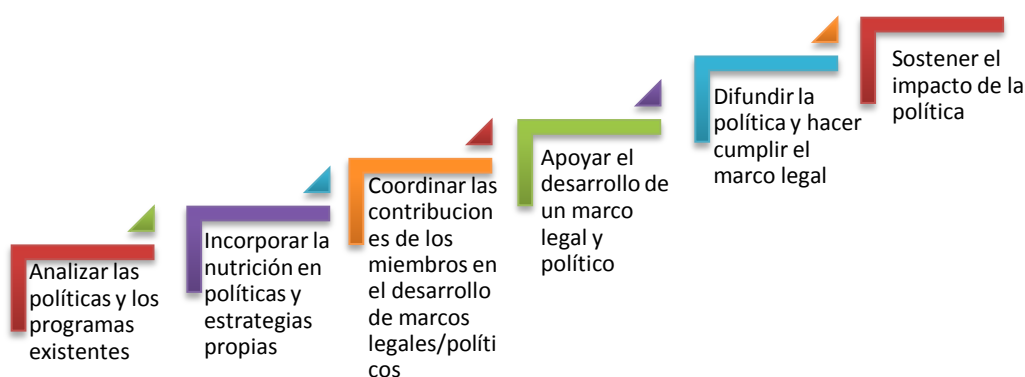 Analizar las
políticas y los
programas
existentes
Incorporar la
nutrición en
políticas y
estrategias
propias
Coordinar las
contribucion
es de los
miembros en
el desarrollo
de marcos
legales/políti
cos
Apoyar el
desarrollo de
un marco
legal y
político
Difundir la
política y hacer
cumplir el
marco legal
Sostener el
impacto de la
política